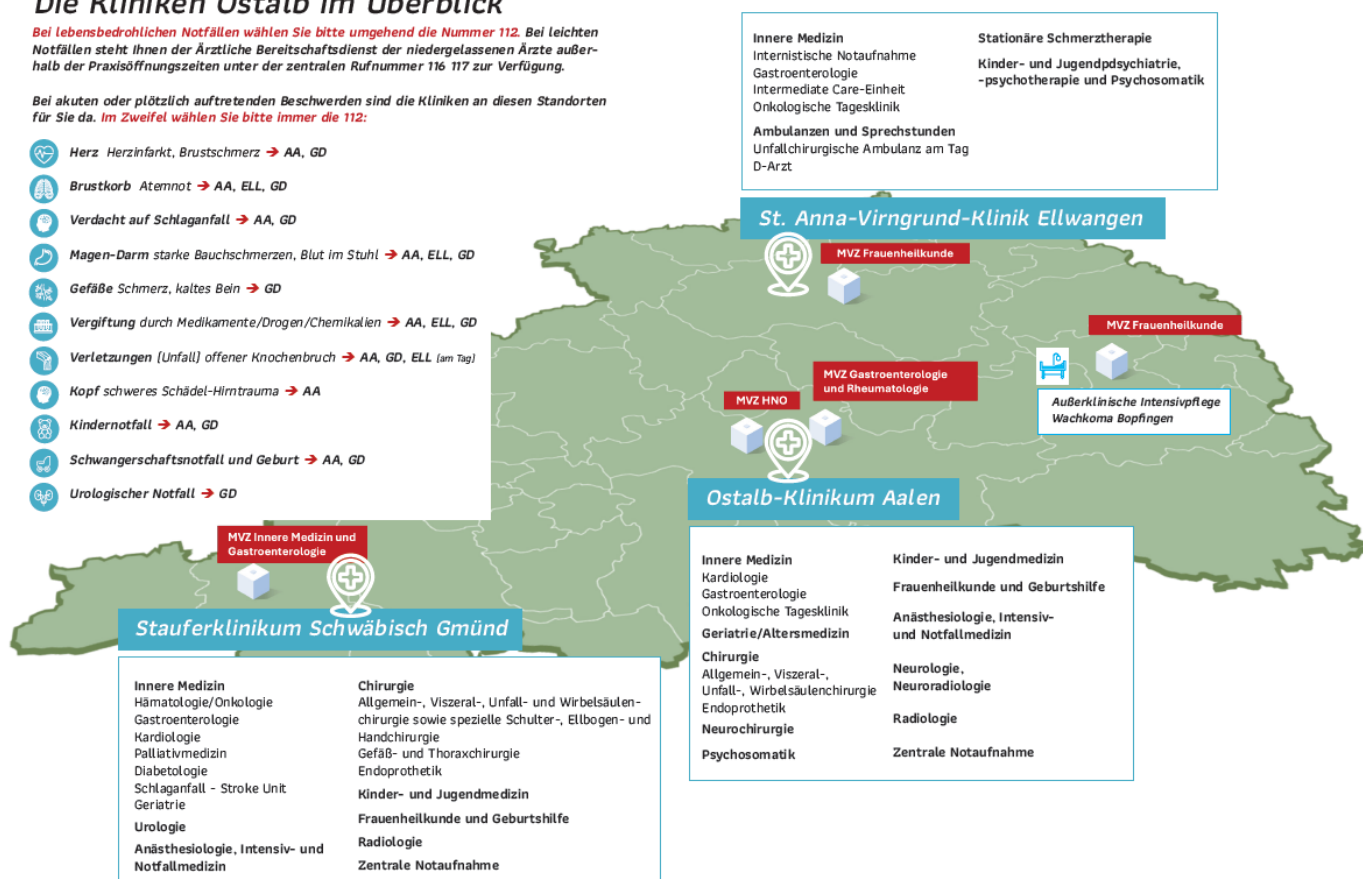 Die Kliniken Ostalb im Überblick
Bei lebensbedrohlichen Notfällen wählen Sie bitte umgehend die Nummer 112. Bei leichten
Notfällen steht Ihnen der Ärztliche Bereitschaftsdienst der niedergelassenen Ärzte außer-
halb der Praxisöffnungszeiten unter der zentralen Rufnummer 116 117 zur Verfügung.
Bei akuten oder plötzlich auftretenden Beschwerden sind die Kliniken an diesen Standorten
für Sie da. Im Zweifel wählen Sie bitte immer die 112:
Herz Herzinfarkt, Brustschmerz ➔ AA, GD
Brustkorb Atemnot ➔ AA, ELL, GD
Verdacht auf Schlaganfall ➔ AA, GD
Magen-Darm starke Bauchschmerzen, Blut im Stuhl ➔ AA, ELL, GD
Gefäße Schmerz, kaltes Bein ➔ GD
Vergiftung durch Medikamente/Drogen/Chemikalien ➔ AA, ELL, GD
Verletzungen (Unfall) offener Knochenbruch ➔ AA, GD, ELL (am Tag)
Kopf schweres Schädel-Hirntrauma ➔ AA
Kindernotfall ➔ AA, GD
Schwangerschaftsnotfall und Geburt ➔ AA, GD
Urologischer Notfall ➔ GD
Innere Medizin
Internistische Notaufnahme
Gastroenterologie
Intermediate Care-Einheit
Onkologische Tagesklinik
Ambulanzen und Sprechstunden
Unfallchirurgische Ambulanz am Tag
D-Arzt
Stationäre Schmerztherapie
Kinder- und Jugendpdsychiatrie,
-psychotherapie und Psychosomatik
St. Anna-Virngrund-Klinik Ellwangen
MVZ Frauenheilkunde
MVZ Frauenheilkunde
Außerklinische Intensivpflege
Wachkoma Bopfingen
MVZ Gastroenterologie
und Rheumatologie
MVZ HNO
Ostalb-Klinikum Aalen
Innere Medizin
Kardiologie
Gastroenterologie
Onkologische Tagesklinik
Geriatrie/Altersmedizin
Chirurgie
Allgemein-, Viszeral-,
Unfall-, Wirbelsäulenchirurgie
Endoprothetik
Neurochirurgie
Psychosomatik
Kinder- und Jugendmedizin
Frauenheilkunde und Geburtshilfe
Anästhesiologie, Intensiv-
und Notfallmedizin
Neurologie,
Neuroradiologie
Radiologie
Zentrale Notaufnahme
MVZ Innere Medizin und
Gastroenterologie
Stauferklinikum Schwäbisch Gmünd
Innere Medizin
Hämatologie/Onkologie
Gastroenterologie
Kardiologie
Palliativmedizin
Diabetologie
Schlaganfall - Stroke Unit
Geriatrie
Urologie
Anästhesiologie, Intensiv- und
Notfallmedizin
Chirurgie
Allgemein-, Viszeral-, Unfall- und Wirbelsäulen-
chirurgie sowie spezielle Schulter-, Ellbogen- und
Handchirurgie
Gefäß- und Thoraxchirurgie
Endoprothetik
Kinder- und Jugendmedizin
Frauenheilkunde und Geburtshilfe
Radiologie
Zentrale Notaufnahme